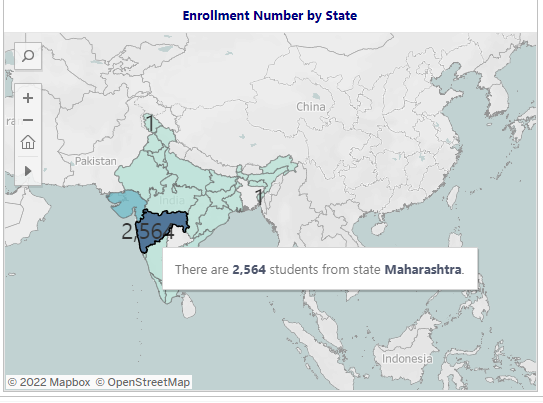 Enrollment Number by State
China
Pakistan
1
India
1
2,564
There are 2,564 students from state Maharashtra.
Indonesia
© 2022 Mapbox © OpenStreetMap